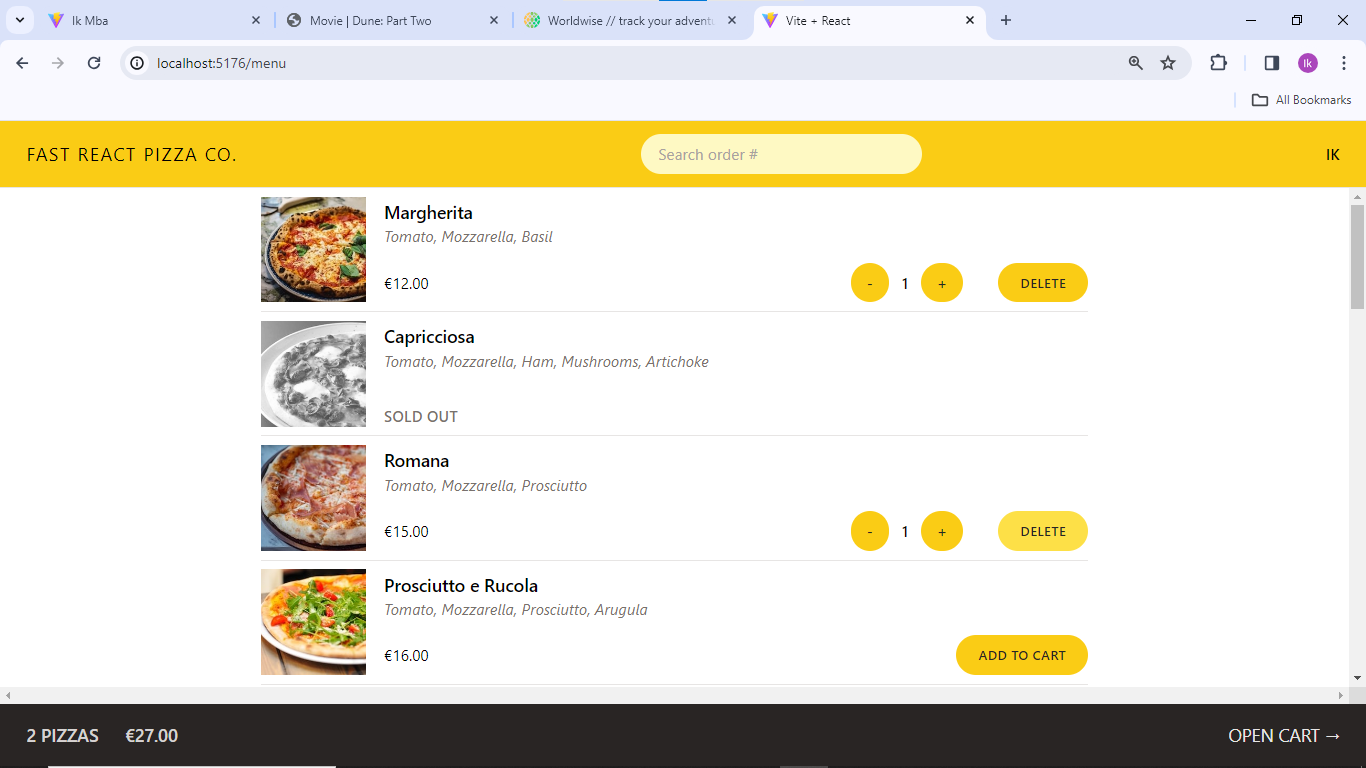 Ik Mba
Movie | Dune: Part Two
Worldwise // track your adventu
Vite + React
localhost:5176/menu
Ik
All Bookmarks
FAST REACT PIZZA CO.
Search order #
IK
Margherita
Tomato, Mozzarella, Basil
€12.00
- 1 +
DELETE
Capricciosa
Tomato, Mozzarella, Ham, Mushrooms, Artichoke
SOLD OUT
Romana
Tomato, Mozzarella, Prosciutto
€15.00
- 1 +
DELETE
Prosciutto e Rucola
Tomato, Mozzarella, Prosciutto, Arugula
€16.00
ADD TO CART
2 PIZZAS €27.00
OPEN CART →